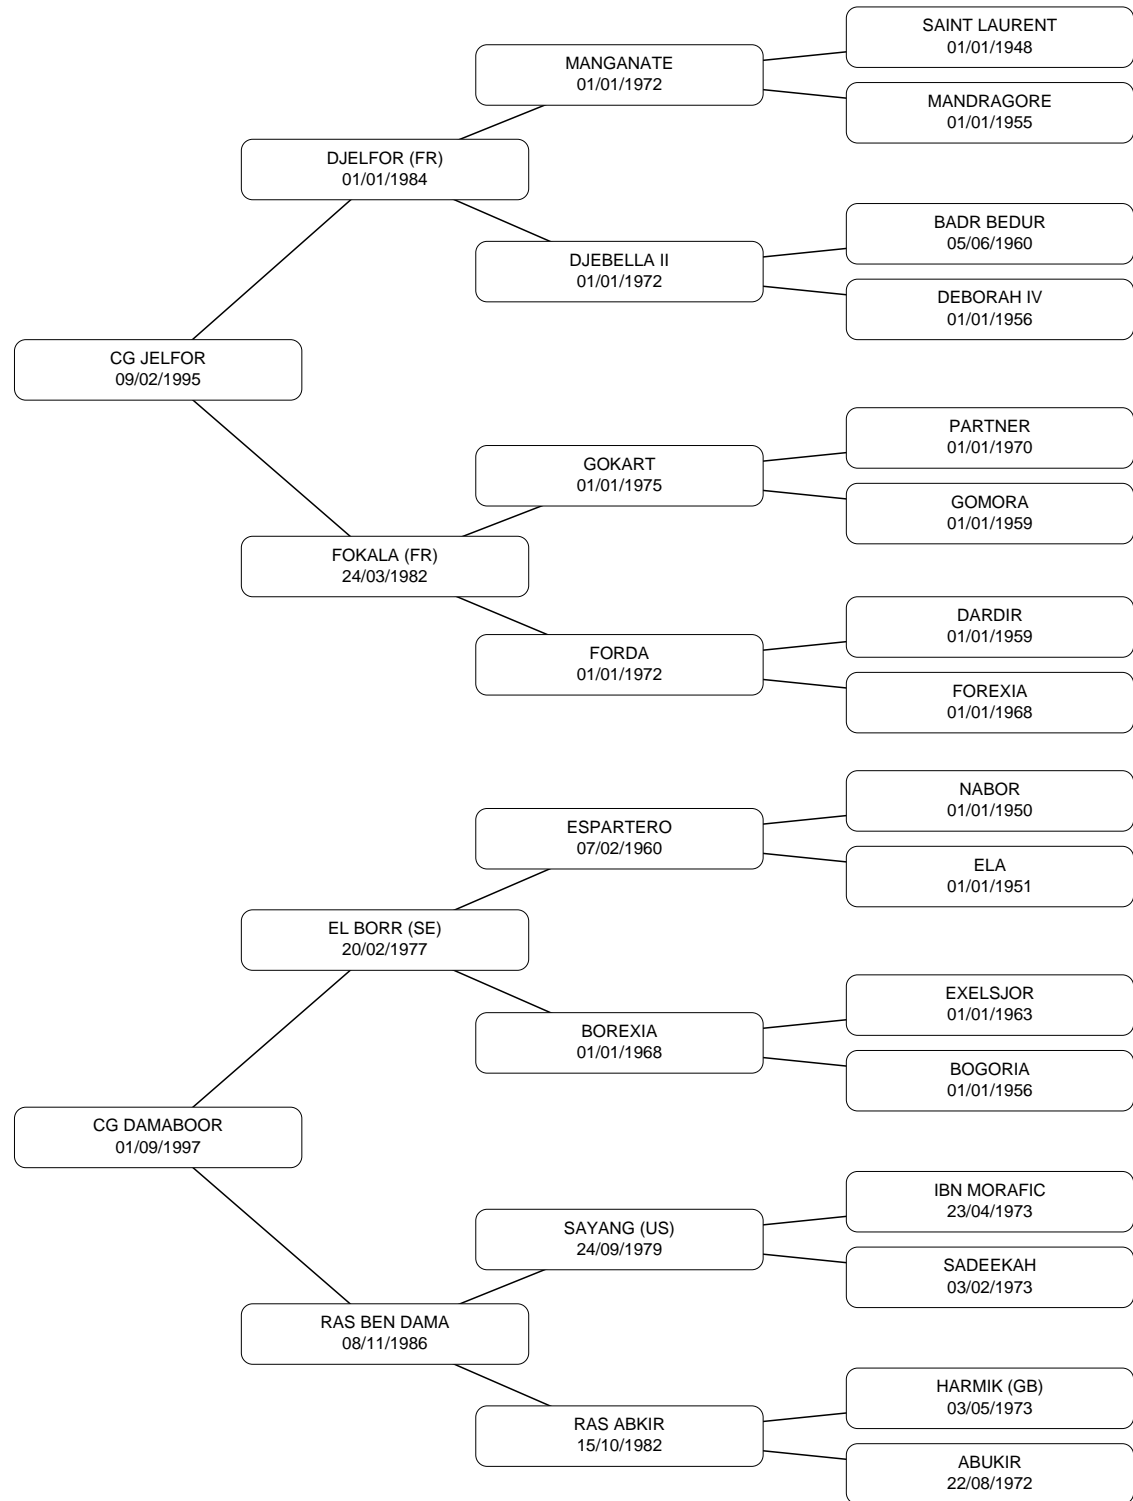 SAINT LAURENT
01/01/1948
MANGANATE
01/01/1972
MANDRAGORE
01/01/1955
DJELFOR (FR)
01/01/1984
BADR BEDUR
05/06/1960
DJEBELLA II
01/01/1972
DEBORAH IV
01/01/1956
CG JELFOR
09/02/1995
PARTNER
01/01/1970
GOKART
01/01/1975
GOMORA
01/01/1959
FOKALA (FR)
24/03/1982
DARDIR
01/01/1959
FORDA
01/01/1972
FOREXIA
01/01/1968
NABOR
01/01/1950
ESPARTERO
07/02/1960
ELA
01/01/1951
EL BORR (SE)
20/02/1977
EXELSJOR
01/01/1963
BOREXIA
01/01/1968
BOGORIA
01/01/1956
CG DAMABOOR
01/09/1997
IBN MORAFIC
23/04/1973
SAYANG (US)
24/09/1979
SADEEKAH
03/02/1973
RAS BEN DAMA
08/11/1986
HARMIK (GB)
03/05/1973
RAS ABKIR
15/10/1982
ABUKIR
22/08/1972